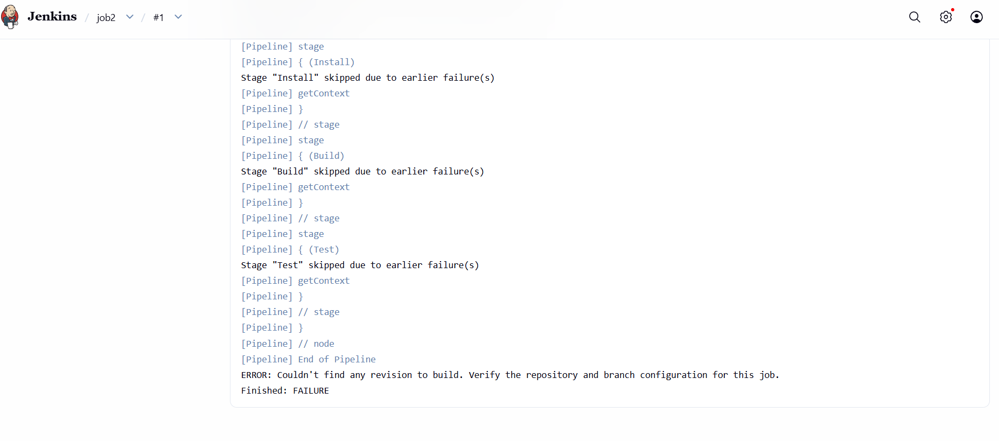 Jenkins / job2 / #1
[Pipeline] stage
[Pipeline] { (Install)
Stage "Install" skipped due to earlier failure(s)
[Pipeline] getContext
[Pipeline] }
[Pipeline] // stage
[Pipeline] stage
[Pipeline] { (Build)
Stage "Build" skipped due to earlier failure(s)
[Pipeline] getContext
[Pipeline] }
[Pipeline] // stage
[Pipeline] stage
[Pipeline] { (Test)
Stage "Test" skipped due to earlier failure(s)
[Pipeline] getContext
[Pipeline] }
[Pipeline] // stage
[Pipeline] }
[Pipeline] // node
[Pipeline] End of Pipeline
ERROR: Couldn't find any revision to build. Verify the repository and branch configuration for this job.
Finished: FAILURE